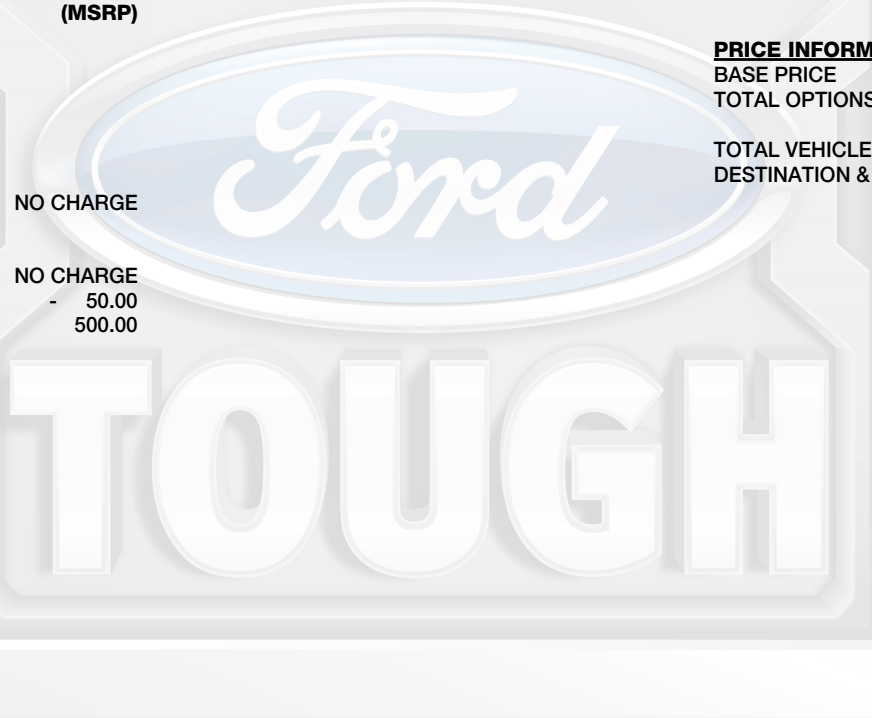 (MSRP)
NO CHARGE
NO CHARGE
- 50.00
500.00
PRICE INFORM
BASE PRICE
TOTAL OPTIONS
TOTAL VEHICLE
DESTINATION &
Ford
TOUGH